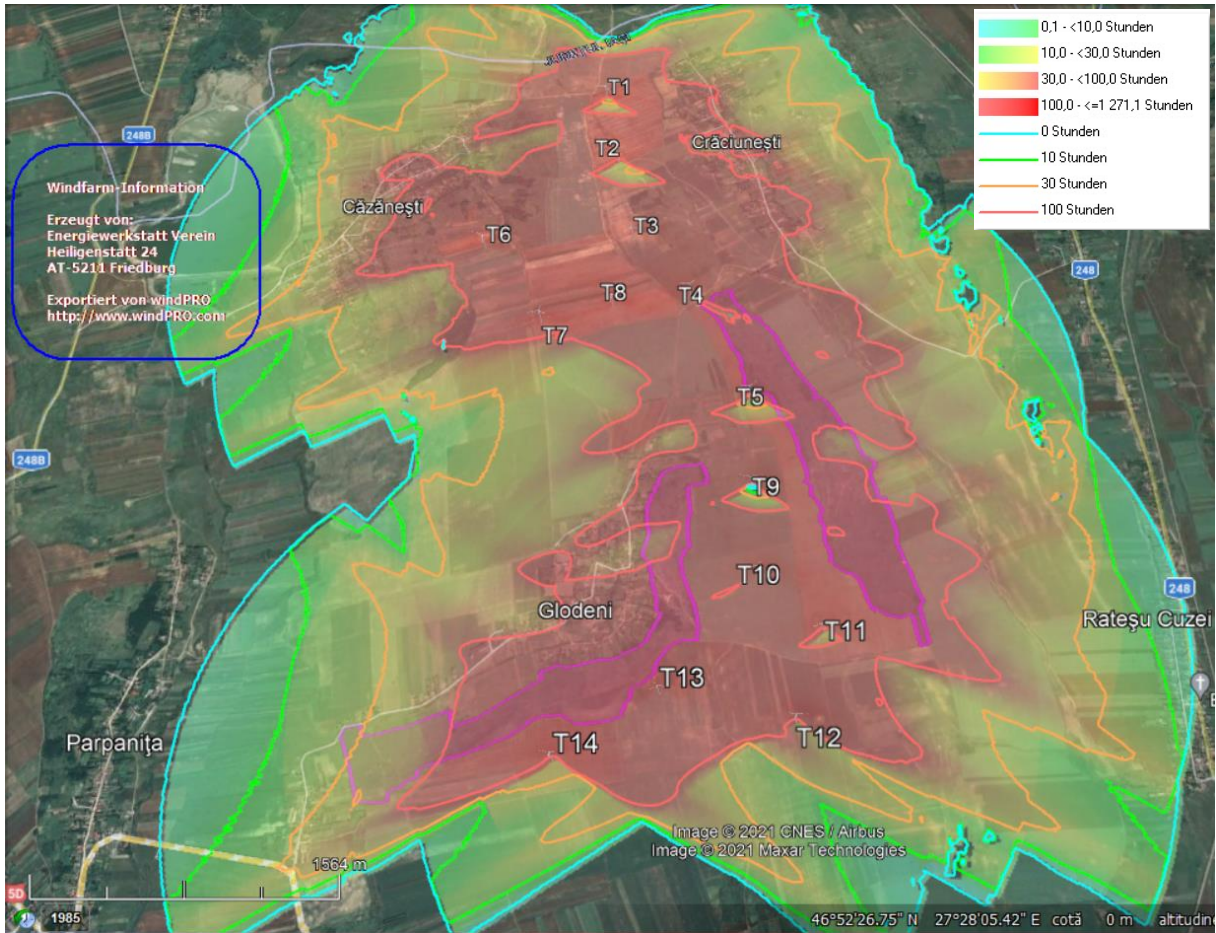 JUDEȚUL IAȘI
T1
T2
Crăciunești
Căzănești
T6
T3
T8
T4
T7
T5
T9
T10
Glodeni
T11
T13
T12
T14
Parpanița
Rateșu Cuzei
248B
248B
248
248
5D
Windfarm-Information
Erzeugt von:
Energiewerkstatt Verein
Heiligenstatt 24
AT-5211 Friedburg
Exportiert von windPRO
http://www.windPRO.com
0,1 - <10,0 Stunden
10,0 - <30,0 Stunden
30,0 - <100,0 Stunden
100,0 - <=1 271,1 Stunden
0 Stunden
10 Stunden
30 Stunden
100 Stunden
Image © 2021 CNES / Airbus
Image © 2021 Maxar Technologies
1564 m
1985
46°52'26.75" N 27°28'05.42" E cotă 0 m altitudin